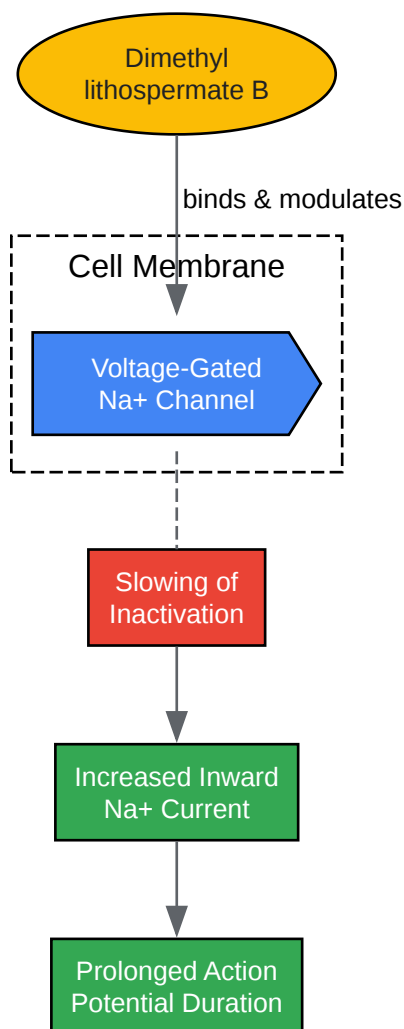 Dimethyl
lithospermate B
binds & modulates
Cell Membrane
Voltage-Gated
Na+ Channel
Slowing of
Inactivation
Increased Inward
Na+ Current
Prolonged Action
Potential Duration